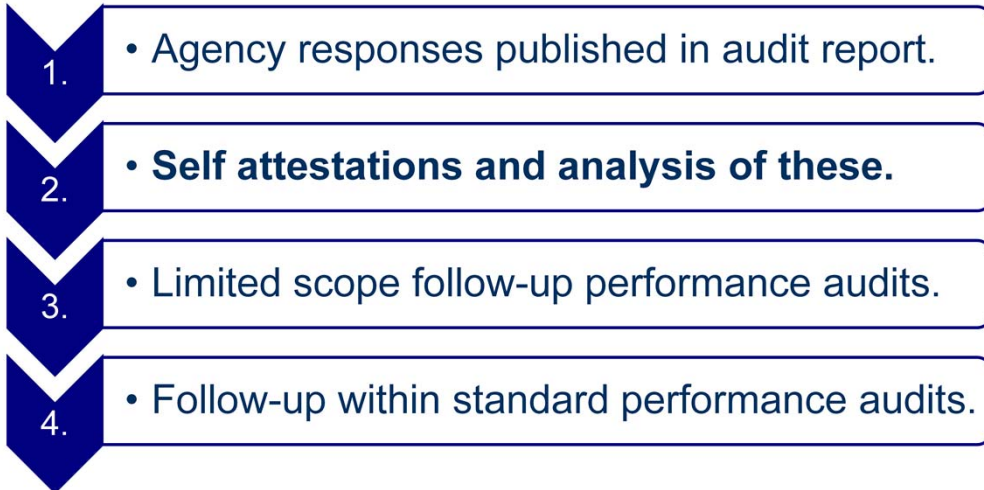 1. • Agency responses published in audit report.
2. • Self attestations and analysis of these.
3. • Limited scope follow-up performance audits.
4. • Follow-up within standard performance audits.